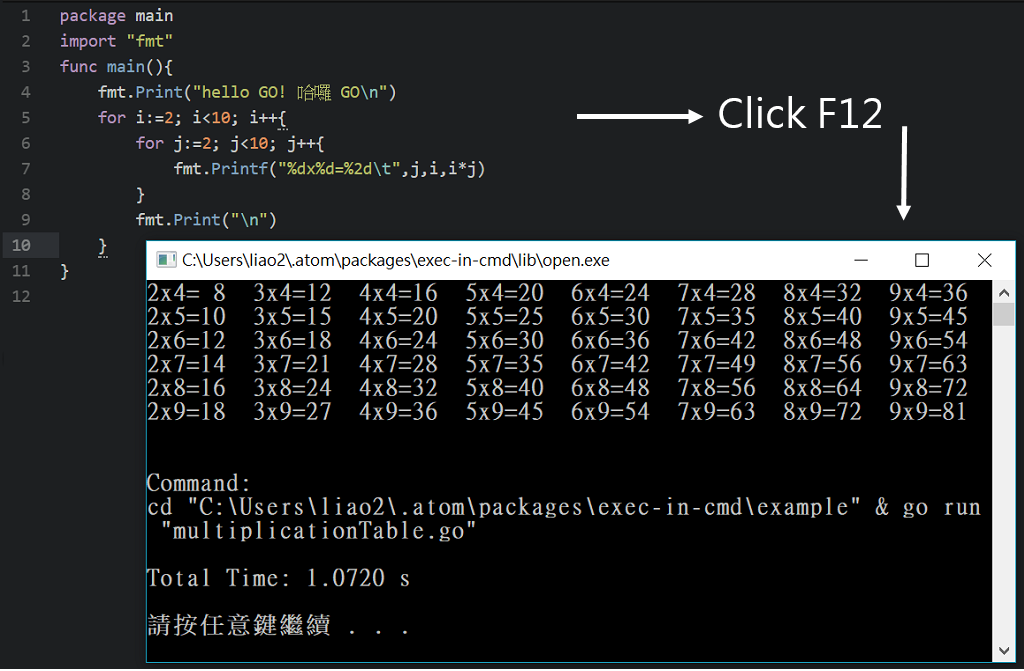 1 package main
2 import "fmt"
3 func main(){
4 fmt.Print("hello GO! 哈囉 GO\n")
5 for i:=2; i<10; i++{
6 for j:=2; j<10; j++{
7 fmt.Printf("%dx%d=%2d\t",j,i,i*j)
8 }
9 fmt.Print("\n")
10 }
11 }
12
Click F12
C:\Users\liao2\.atom\packages\exec-in-cmd\lib\open.exe
2x4= 8 3x4=12 4x4=16 5x4=20 6x4=24 7x4=28 8x4=32 9x4=36
2x5=10 3x5=15 4x5=20 5x5=25 6x5=30 7x5=35 8x5=40 9x5=45
2x6=12 3x6=18 4x6=24 5x6=30 6x6=36 7x6=42 8x6=48 9x6=54
2x7=14 3x7=21 4x7=28 5x7=35 6x7=42 7x7=49 8x7=56 9x7=63
2x8=16 3x8=24 4x8=32 5x8=40 6x8=48 7x8=56 8x8=64 9x8=72
2x9=18 3x9=27 4x9=36 5x9=45 6x9=54 7x9=63 8x9=72 9x9=81
Command:
cd "C:\Users\liao2\.atom\packages\exec-in-cmd\example" & go run
"multiplicationTable.go"
Total Time: 1.0720 s
請按任意鍵繼續 . . .